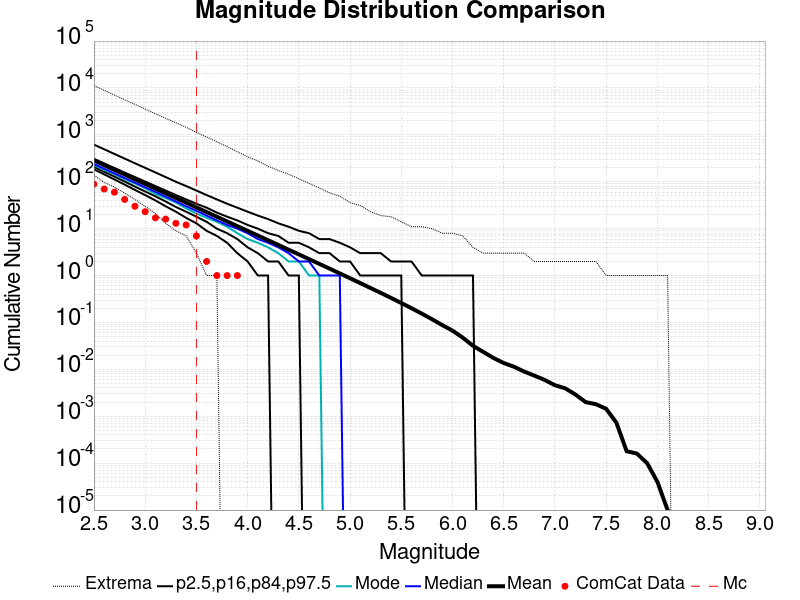 Magnitude Distribution Comparison
10^5
10^4
10^3
10^2
10^1
10^0
10^-1
10^-2
10^-3
10^-4
10^-5
Cumulative Number
2.5 3.0 3.5 4.0 4.5 5.0 5.5 6.0 6.5 7.0 7.5 8.0 8.5 9.0
Magnitude
Extrema p2.5,p16,p84,p97.5 Mode Median Mean ComCat Data Mc